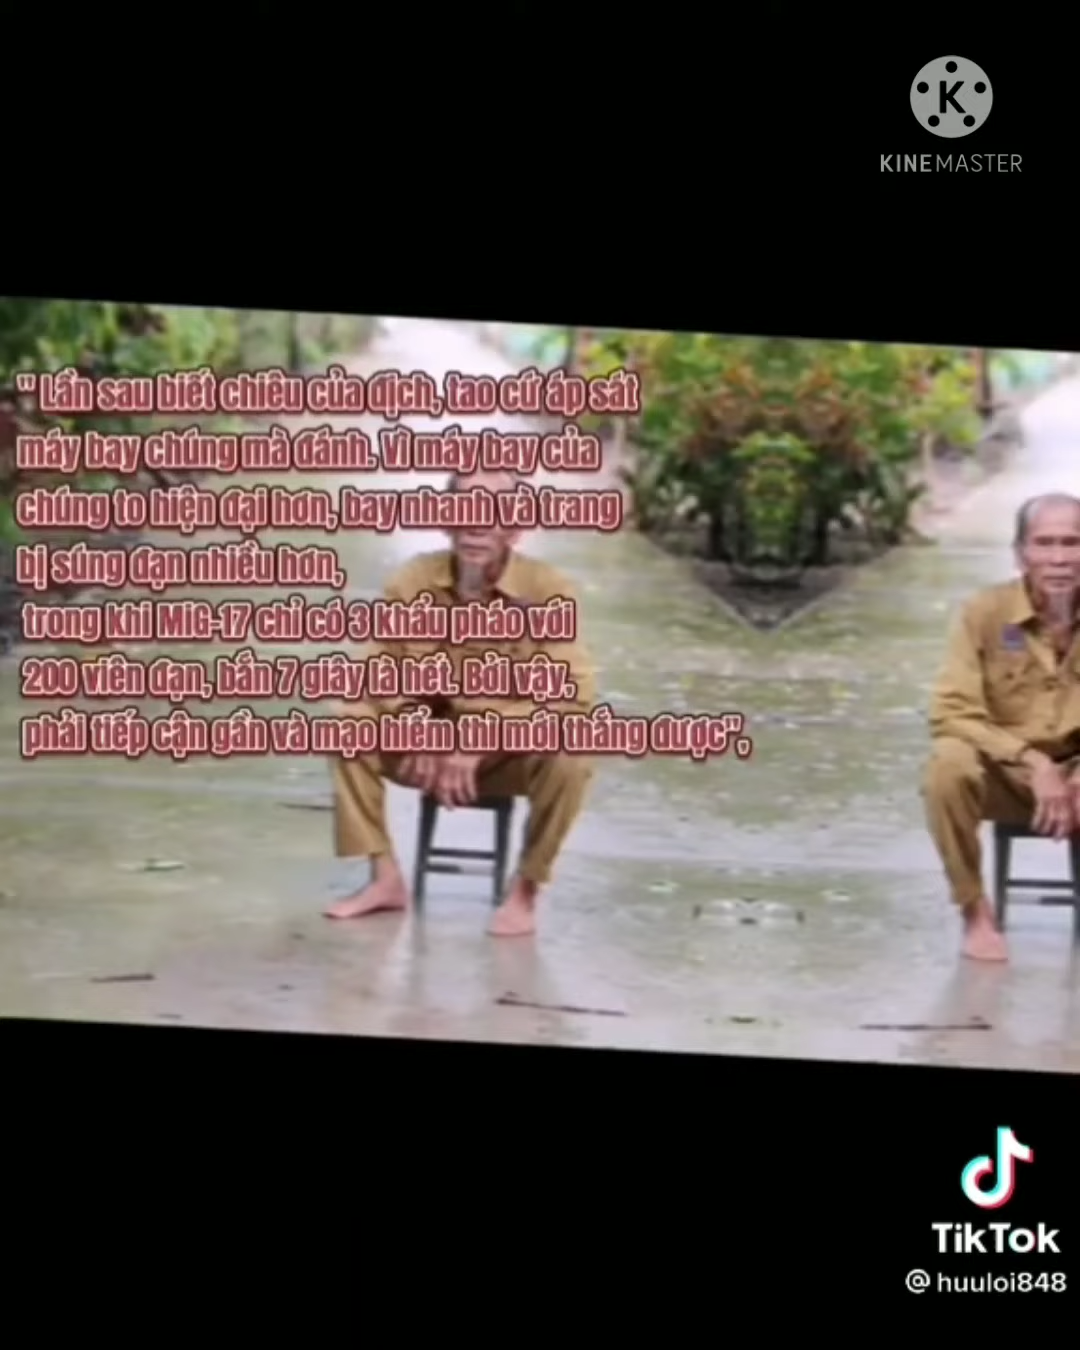 KINEMASTER
" Lần sau biết chiêu của địch, tao cứ áp sát
máy bay chúng mà đánh. Vì máy bay của
chúng to hiện đại hơn, bay nhanh và trang
bị súng đạn nhiều hơn,
trong khi MiG-17 chỉ có 3 khẩu pháo với
200 viên đạn, bắn 7 giây là hết. Bởi vậy,
phải tiếp cận gần và mạo hiểm thì mới thắng được",
TikTok
@huuloi848